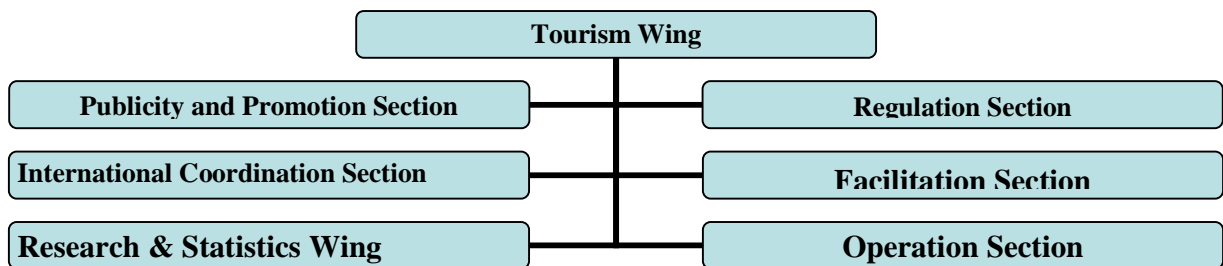 Tourism Wing
Publicity and Promotion Section
Regulation Section
International Coordination Section
Facilitation Section
Research & Statistics Wing
Operation Section